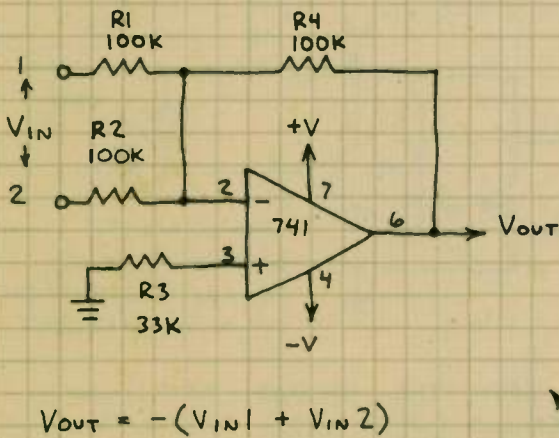 R1
100K
R4
100K
1
VIN
2
R2
100K
+V
2
-
7
741
6
VOUT
3
+
4
R3
33K
-V
VOUT = -(VIN1 + VIN2)